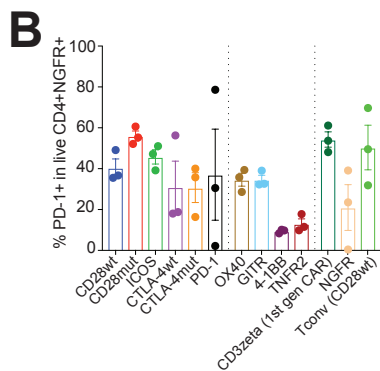 B
% PD-1+ in live CD4+NGFR+
100
80
60
40
20
0
CD28wt
CD28mut
ICOS
CTLA-4wt
CTLA-4mut
PD-1
OX40
GITR
4-1BB
TNFR2
CD3zeta (1st gen CAR)
NGFR
Tconv (CD28wt)